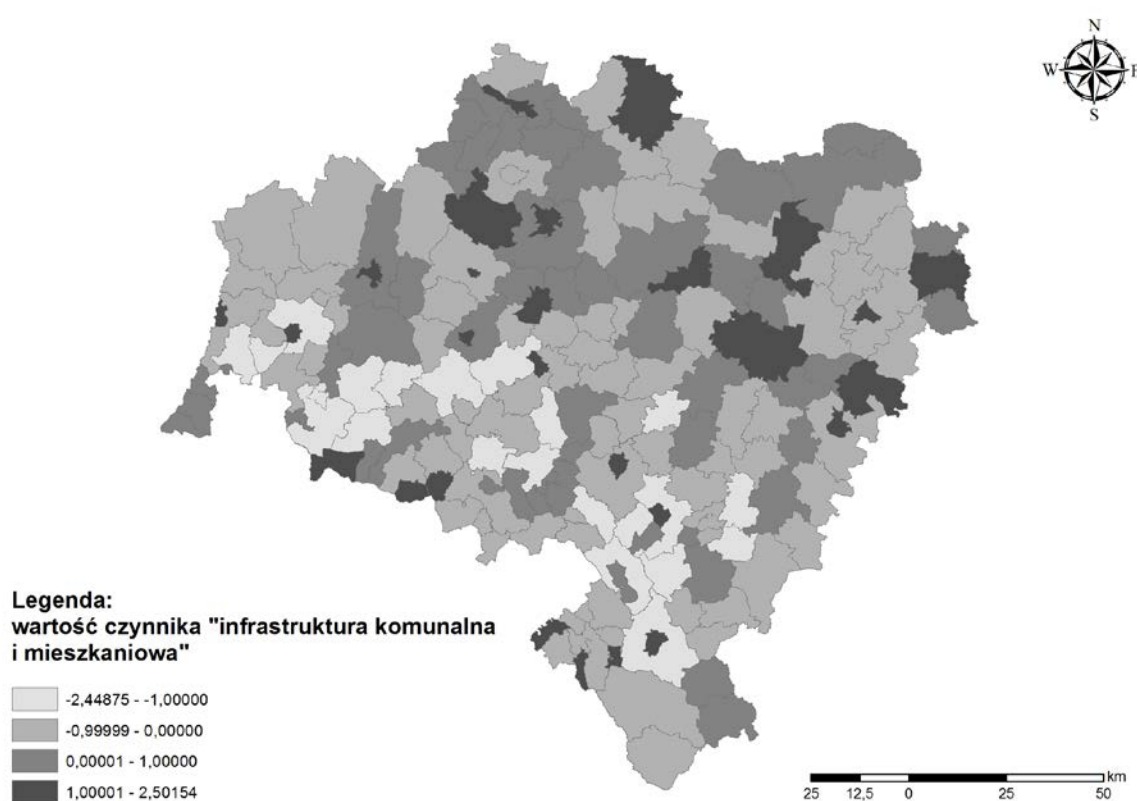 N
W E
S
Legenda:
wartość czynnika "infrastruktura komunalna
i mieszkaniowa"
-2,44875 - -1,00000
-0,99999 - 0,00000
0,00001 - 1,00000
1,00001 - 2,50154
km
25 12,5 0 25 50